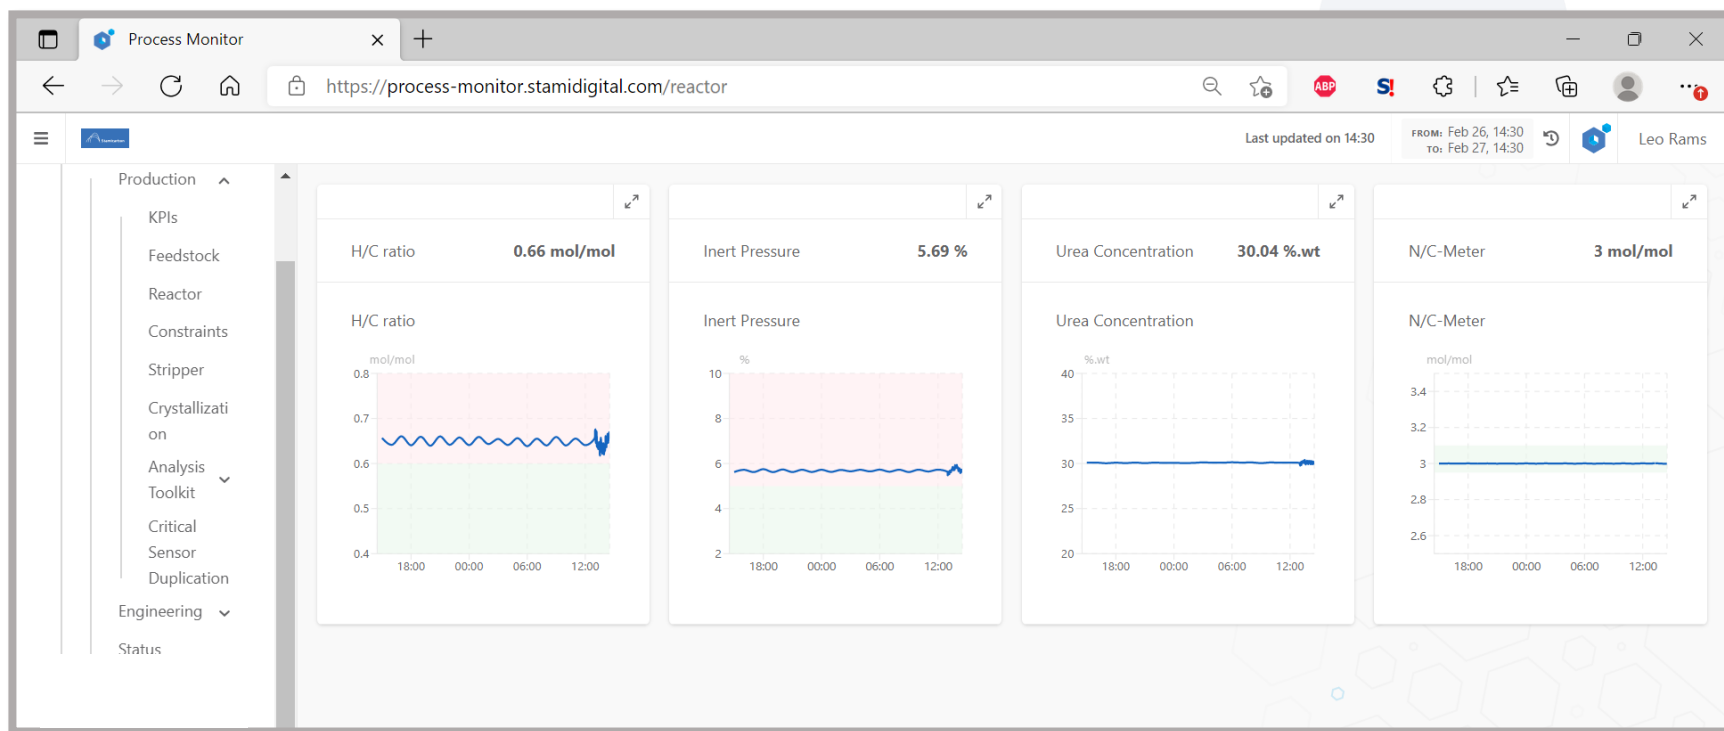 Process Monitor
https://process-monitor.stamidigital.com/reactor
ABP
S!
Last updated on 14:30
FROM: Feb 26, 14:30
TO: Feb 27, 14:30
Leo Rams
Production
KPIs
Feedstock
Reactor
Constraints
Stripper
Crystallizati
on
Analysis
Toolkit
Critical
Sensor
Duplication
Engineering
Status
H/C ratio 0.66 mol/mol
H/C ratio
mol/mol
0.8
0.7
0.6
0.5
0.4
18:00 00:00 06:00 12:00
Inert Pressure 5.69 %
Inert Pressure
%
10
8
6
4
2
18:00 00:00 06:00 12:00
Urea Concentration 30.04 %.wt
Urea Concentration
%.wt
40
35
30
25
20
18:00 00:00 06:00 12:00
N/C-Meter 3 mol/mol
N/C-Meter
mol/mol
3.4
3.2
3
2.8
2.6
18:00 00:00 06:00 12:00